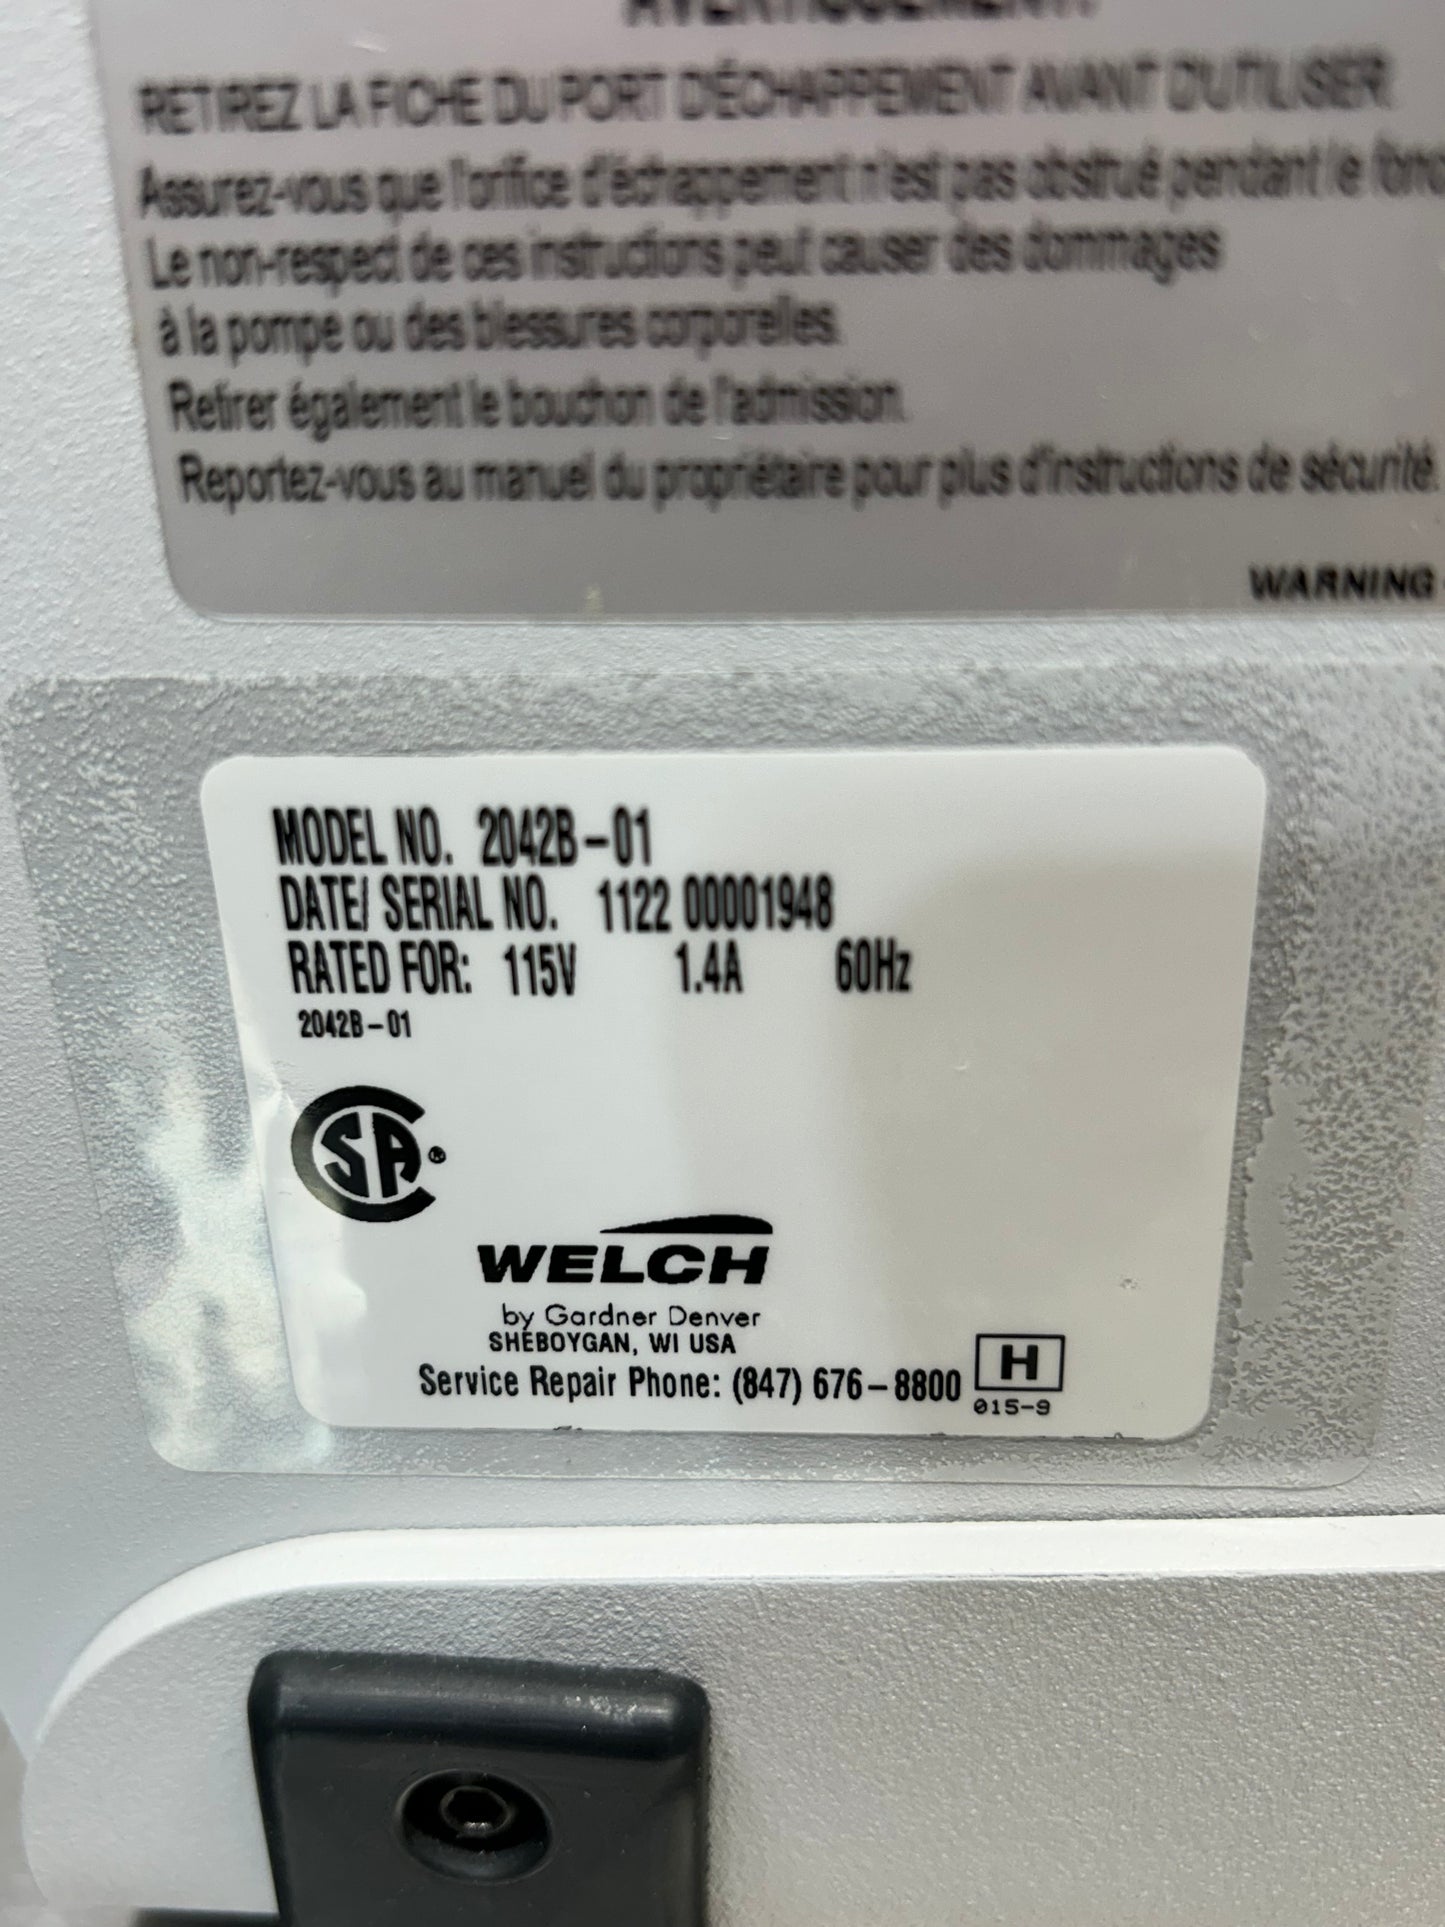 AVERTISSEMENT!
RETIREZ LA FICHE DU PORT D'ÉCHAPPEMENT AVANT D'UTILISER
Assurez-vous que l'orifice d'échappement n'est pas obstrué pendant le fonc
Le non-respect de ces instructions peut causer des dommages
à la pompe ou des blessures corporelles.
Retirer également le bouchon de l'admission.
Reportez-vous au manuel du propriétaire pour plus d'instructions de sécurité.
WARNING
MODEL NO. 2042B-01
DATE/ SERIAL NO. 1122 00001948
RATED FOR: 115V 1.4A 60Hz
2042B-01
CSA®
WELCH
by Gardner Denver
SHEBOYGAN, WI USA
Service Repair Phone: (847) 676-8800
H
015-9